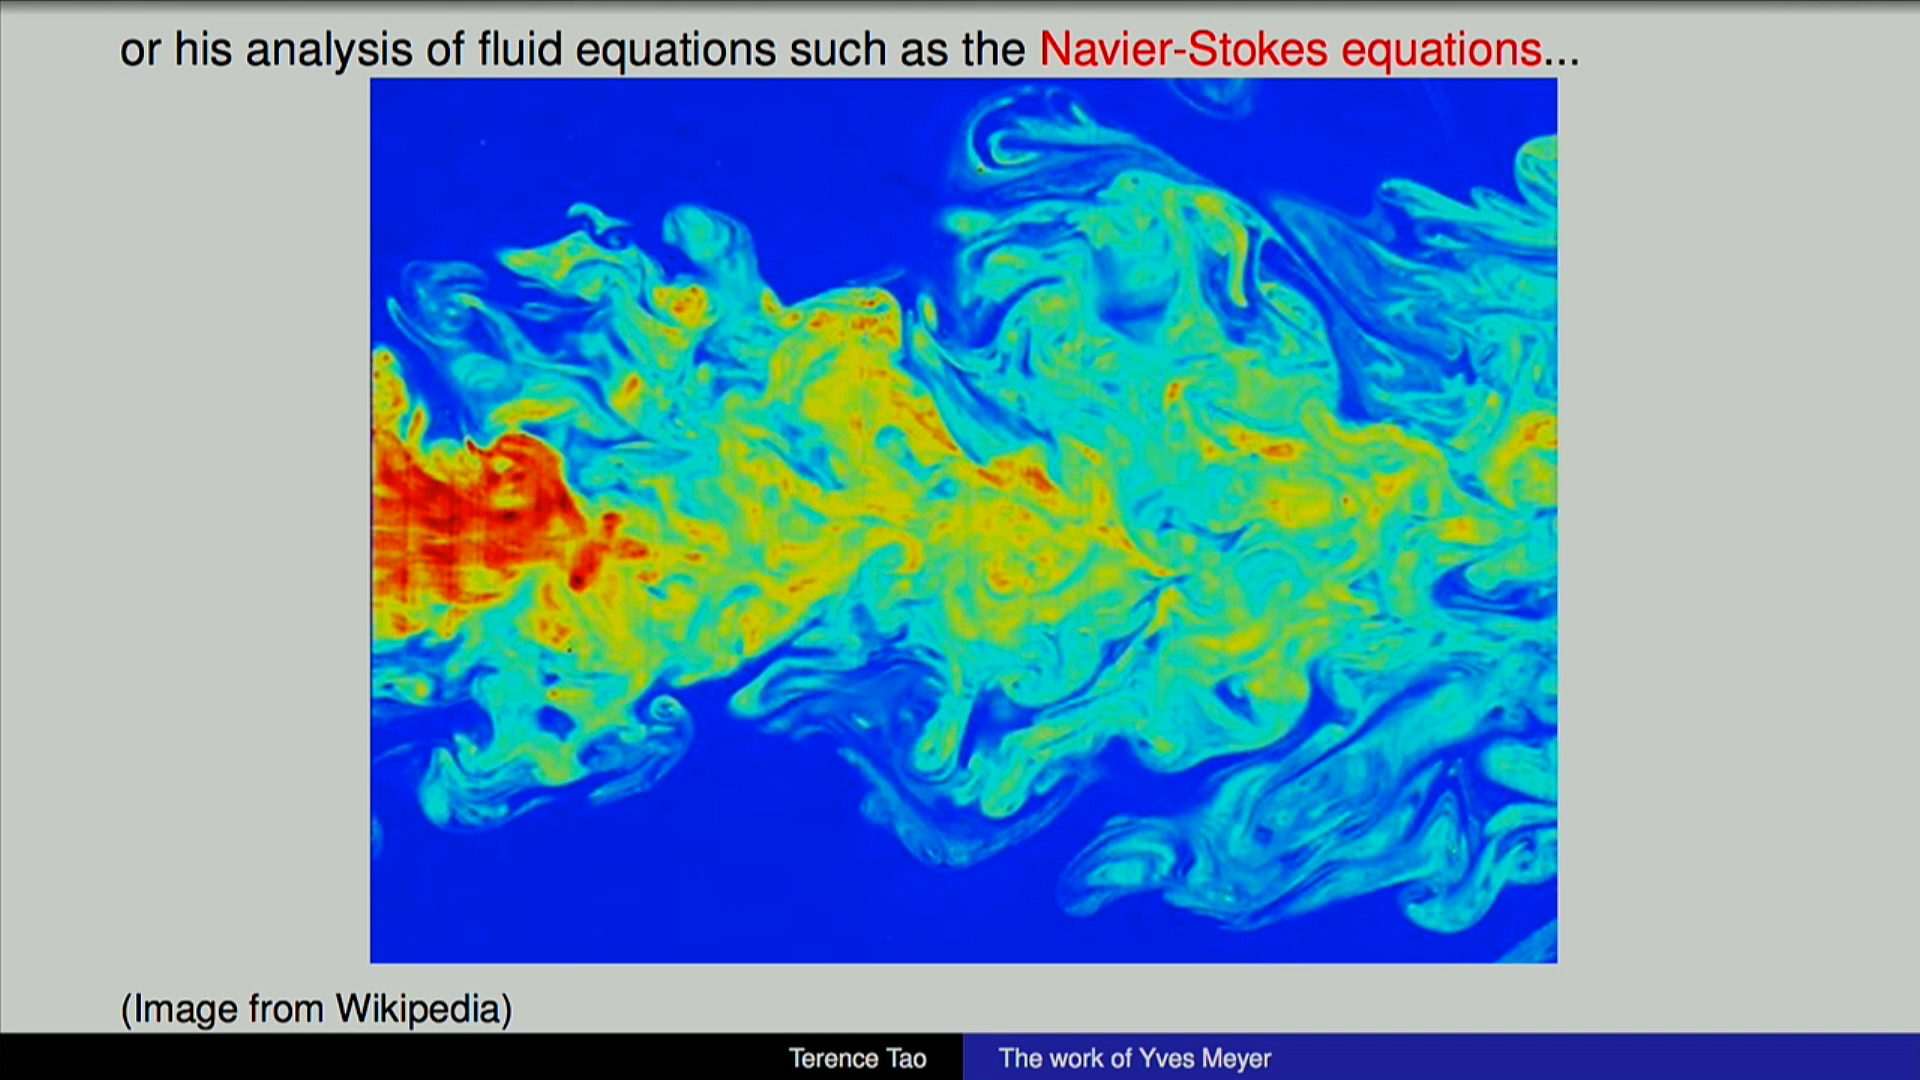 or his analysis of fluid equations such as the Navier-Stokes equations...
(Image from Wikipedia)
Terence Tao
The work of Yves Meyer